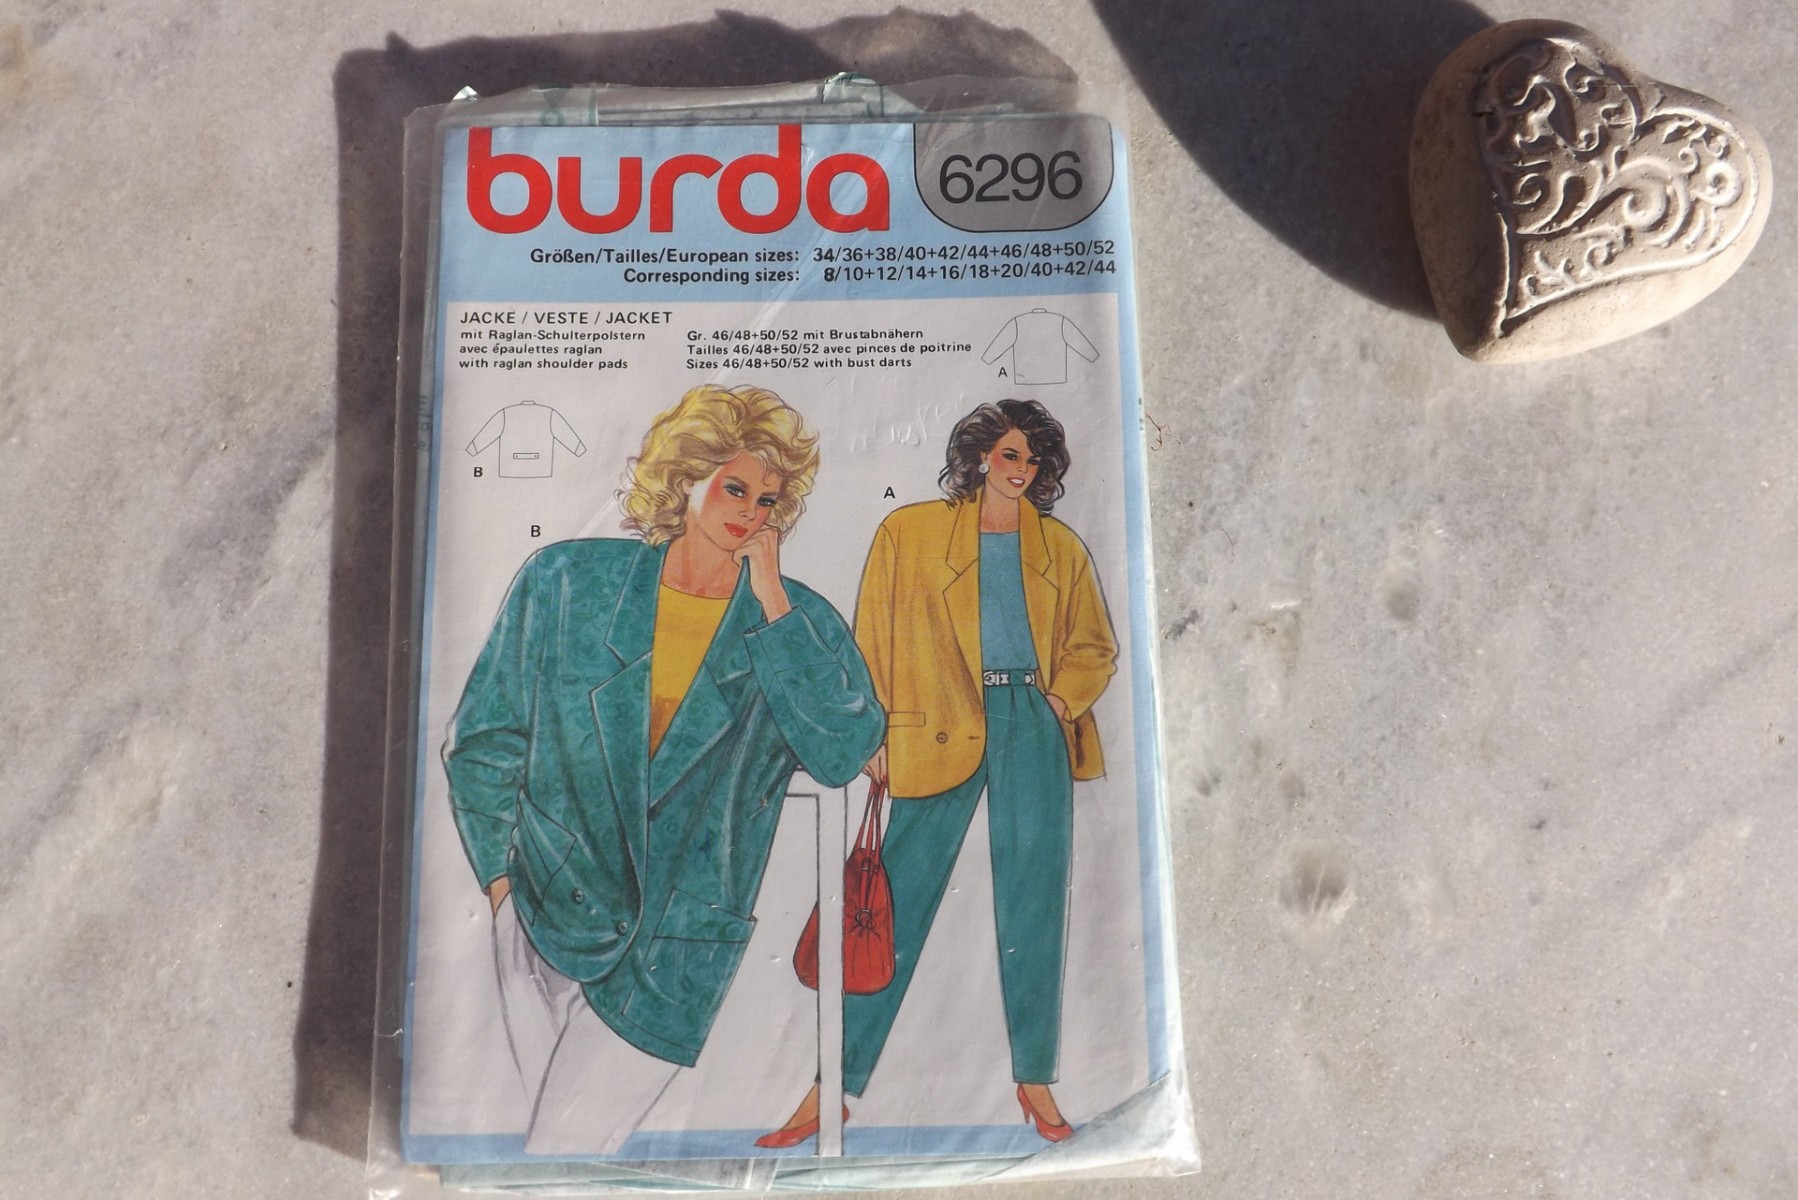 burda
6296
Größen/Tailles/European sizes: 34/36+38/40+42/44+46/48+50/52
Corresponding sizes: 8/10+12/14+16/18+20/40+42/44
JACKE / VESTE / JACKET
mit Raglan-Schulterpolstern
avec épaulettes raglan
with raglan shoulder pads
Gr. 46/48+50/52 mit Brustabnähern
Tailles 46/48+50/52 avec pinces de poitrine
Sizes 46/48+50/52 with bust darts
A
B
A
B